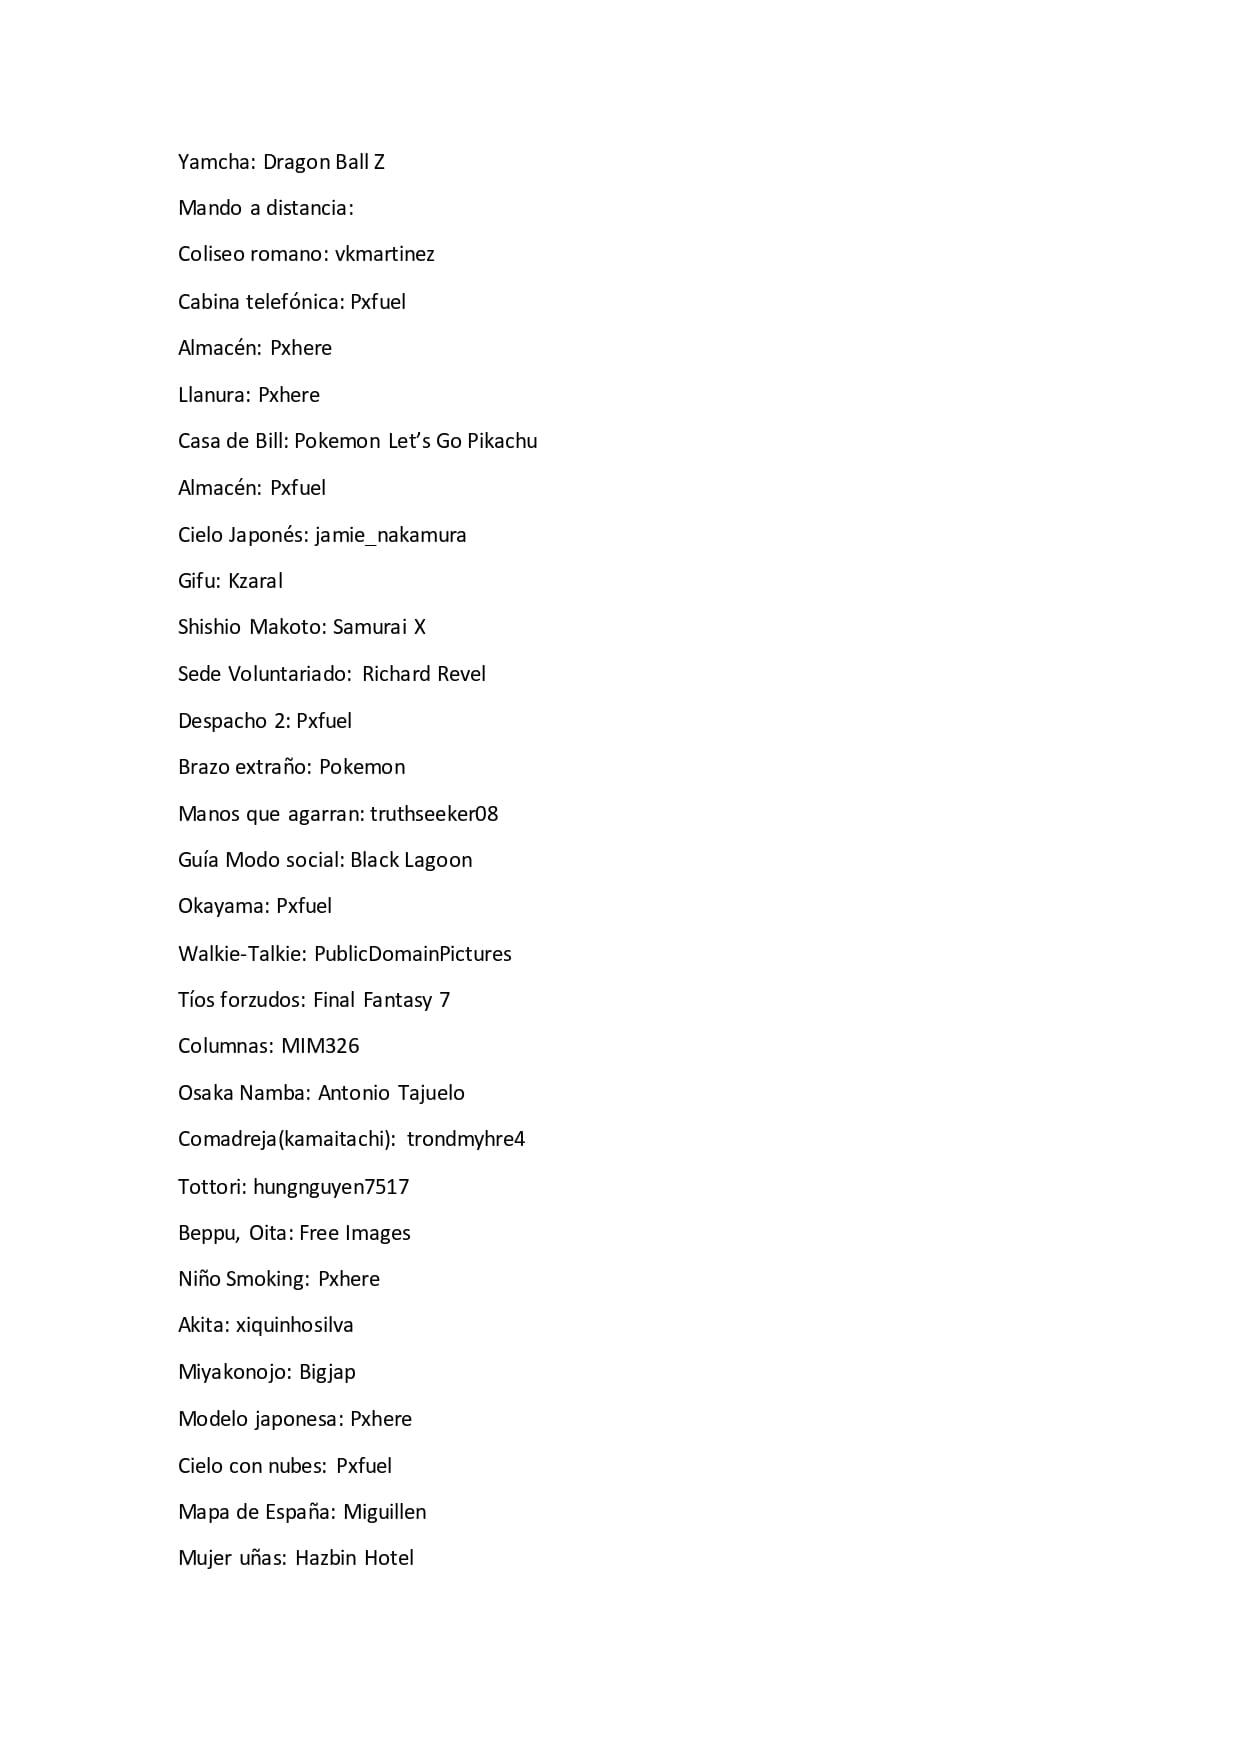 Yamcha: Dragon Ball Z
Mando a distancia:
Coliseo romano: vkmartinez
Cabina telefónica: Pxfuel
Almacén: Pxhere
Llanura: Pxhere
Casa de Bill: Pokemon Let’s Go Pikachu
Almacén: Pxfuel
Cielo Japonés: jamie_nakamura
Gifu: Kzaral
Shishio Makoto: Samurai X
Sede Voluntariado: Richard Revel
Despacho 2: Pxfuel
Brazo extraño: Pokemon
Manos que agarran: truthseeker08
Guía Modo social: Black Lagoon
Okayama: Pxfuel
Walkie-Talkie: PublicDomainPictures
Tíos forzudos: Final Fantasy 7
Columnas: MIM326
Osaka Namba: Antonio Tajuelo
Comadreja(kamaitachi): trondmyhre4
Tottori: hungnguyen7517
Beppu, Oita: Free Images
Niño Smoking: Pxhere
Akita: xiquinhosilva
Miyakonojo: Bigjap
Modelo japonesa: Pxhere
Cielo con nubes: Pxfuel
Mapa de España: Miguillen
Mujer uñas: Hazbin Hotel